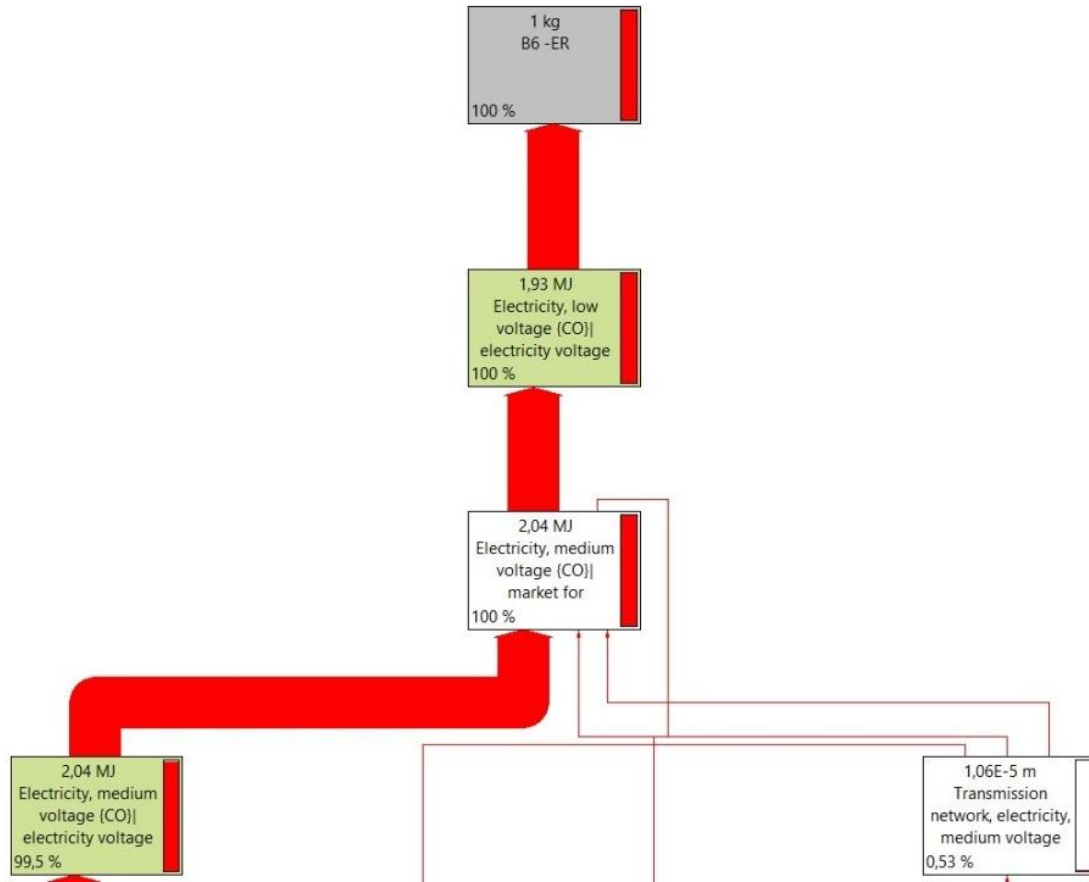 1 kg
B6 -ER
100 %
1,93 MJ
Electricity, low
voltage {CO}|
electricity voltage
100 %
2,04 MJ
Electricity, medium
voltage {CO}|
market for
100 %
2,04 MJ
Electricity, medium
voltage {CO}|
electricity voltage
99,5 %
1,06E-5 m
Transmission
network, electricity,
medium voltage
0,53 %